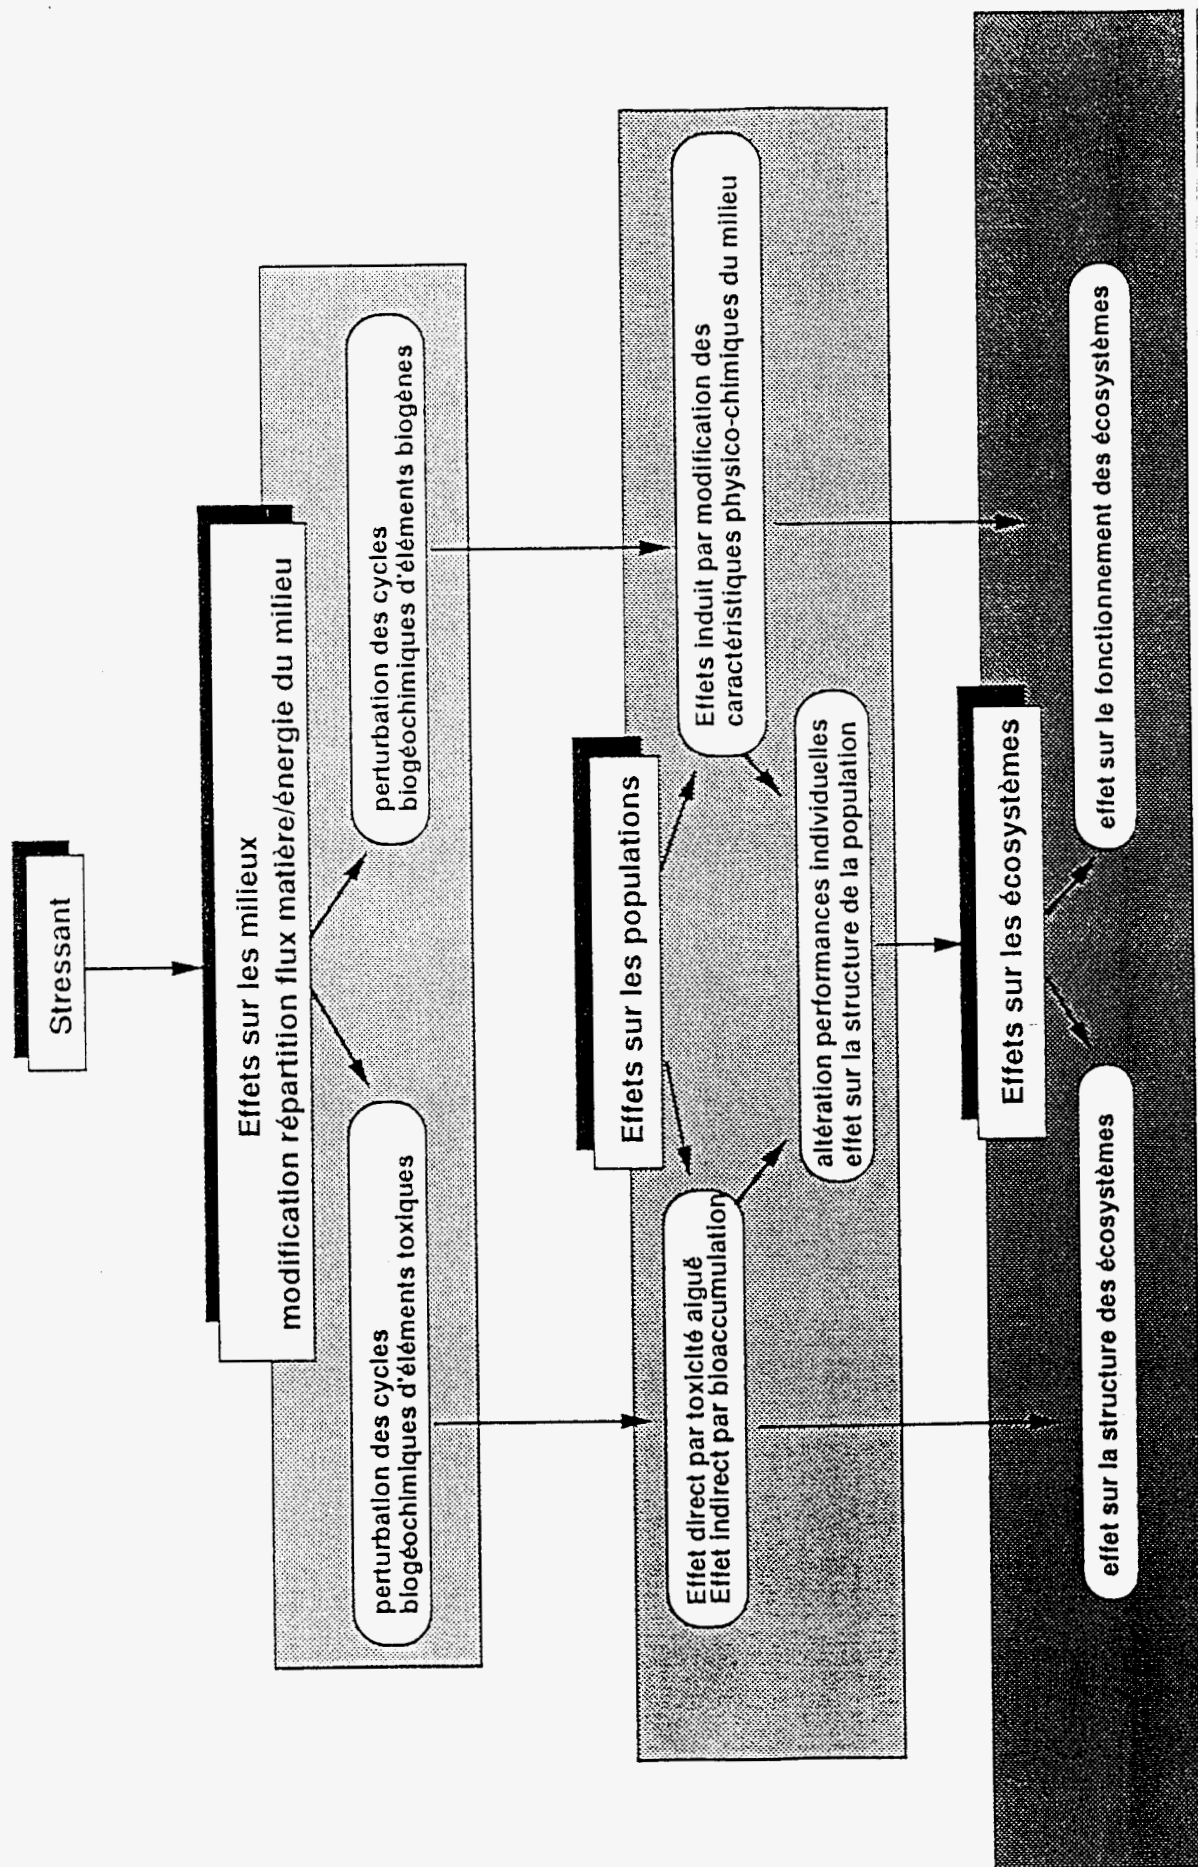 Stressant
Effets sur les milieux
modification répartition flux matière/énergie du milieu
perturbation des cycles
biogéochimiques d'éléments toxiques
perturbation des cycles
biogéochimiques d'éléments biogènes
Effets sur les populations
Effet direct par toxicité aiguë
Effet indirect par bioaccumulation
Effets induit par modification des
caractéristiques physico-chimiques du milieu
altération performances individuelles
effet sur la structure de la population
Effets sur les écosystèmes
effet sur la structure des écosystèmes
effet sur le fonctionnement des écosystèmes